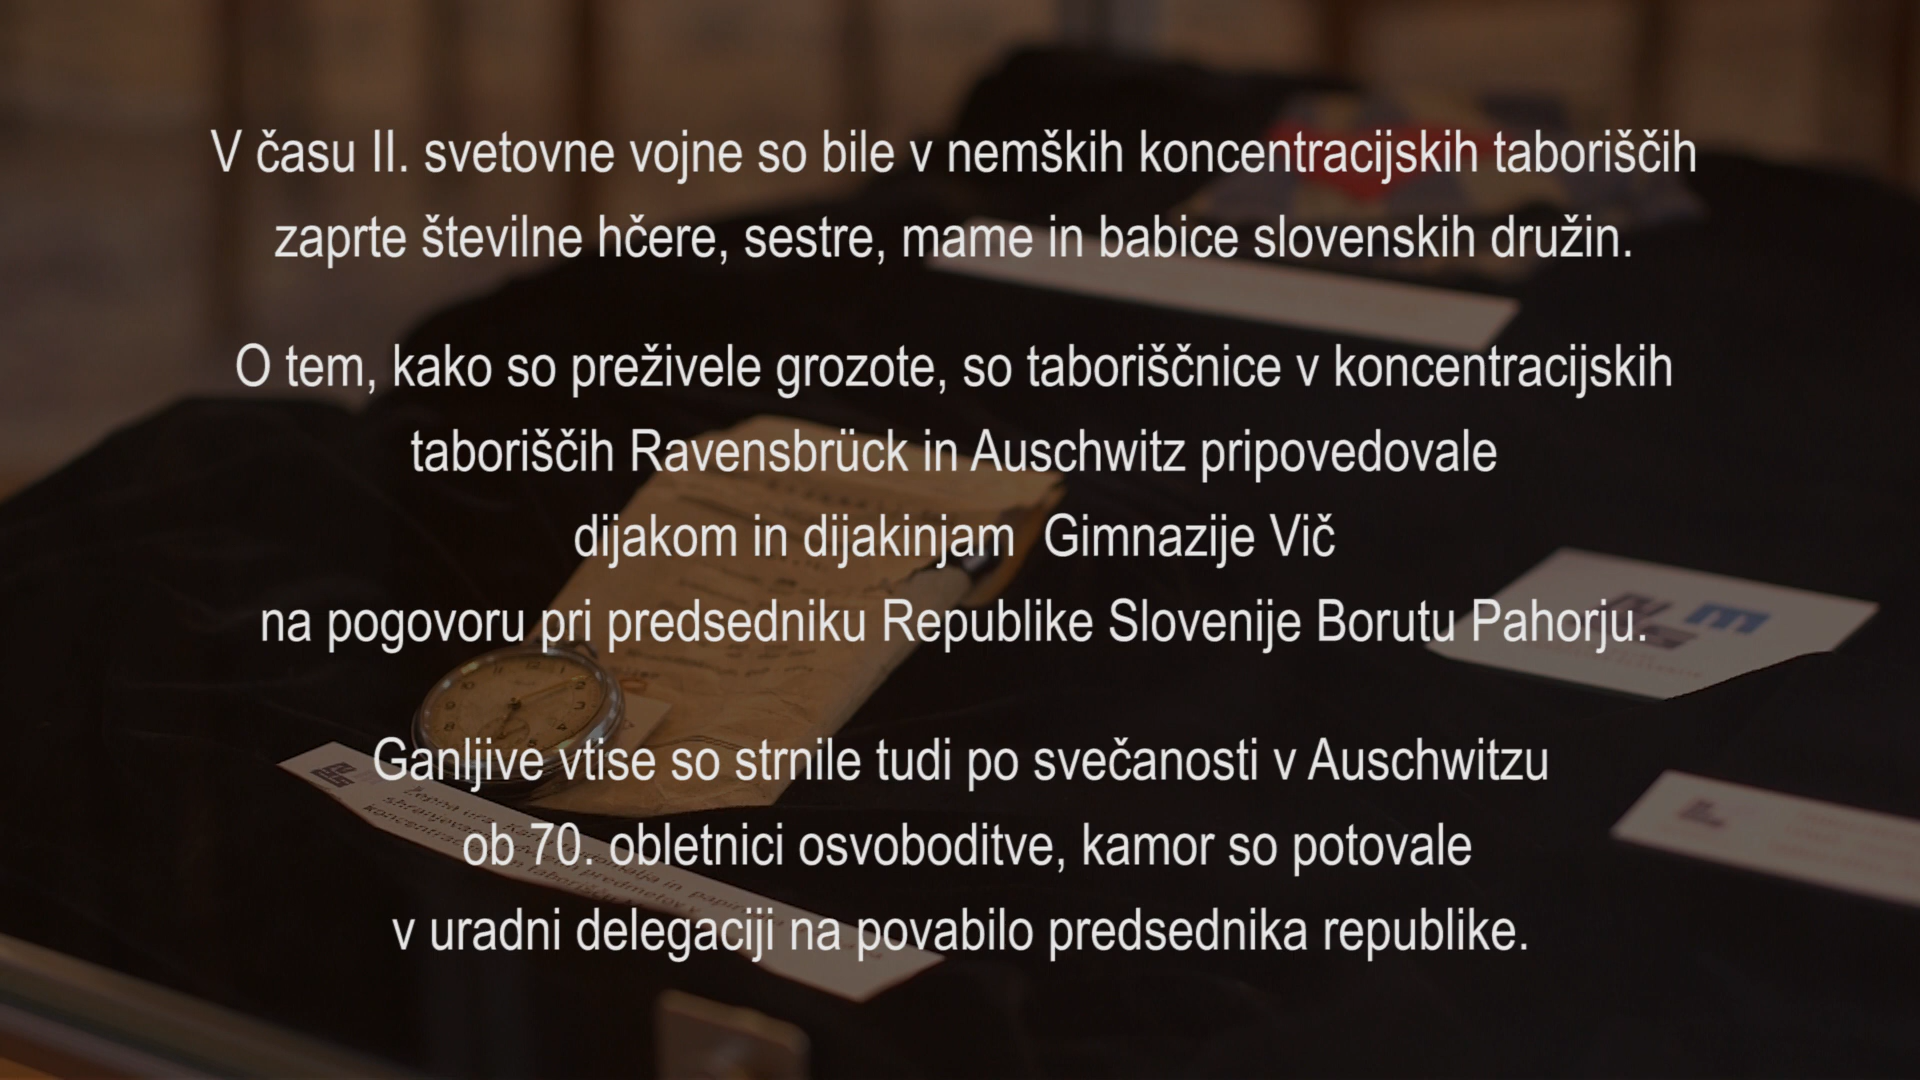 V času II. svetovne vojne so bile v nemških koncentracijskih taboriščih
zaprte številne hčere, sestre, mame in babice slovenskih družin.
O tem, kako so preživele grozote, so taboriščnice v koncentracijskih
taboriščih Ravensbrück in Auschwitz pripovedovale
dijakom in dijakinjam Gimnazije Vič
na pogovoru pri predsedniku Republike Slovenije Borutu Pahorju.
Ganljive vtise so strnile tudi po svečanosti v Auschwitzu
ob 70. obletnici osvoboditve, kamor so potovale
v uradni delegaciji na povabilo predsednika republike.